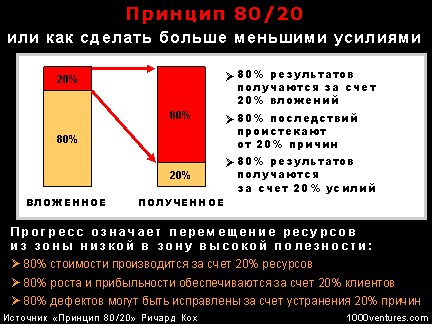 Принцип 80/20
или как сделать больше меньшими усилиями
20%
80%
80%
20%
ВЛОЖЕННОЕ
ПОЛУЧЕННОЕ
80% результатов
получаются за счет
20% вложений
80% последствий
проистекают
от 20% причин
80% результатов
получаются
за счет 20% усилий
Прогресс означает перемещение ресурсов
из зоны низкой в зону высокой полезности:
80% стоимости производится за счет 20% ресурсов
80% роста и прибыльности обеспечиваются за счет 20% клиентов
80% дефектов могут быть исправлены за счет устранения 20% причин
Источник «Принцип 80/20» Ричард Кох
1000ventures.com